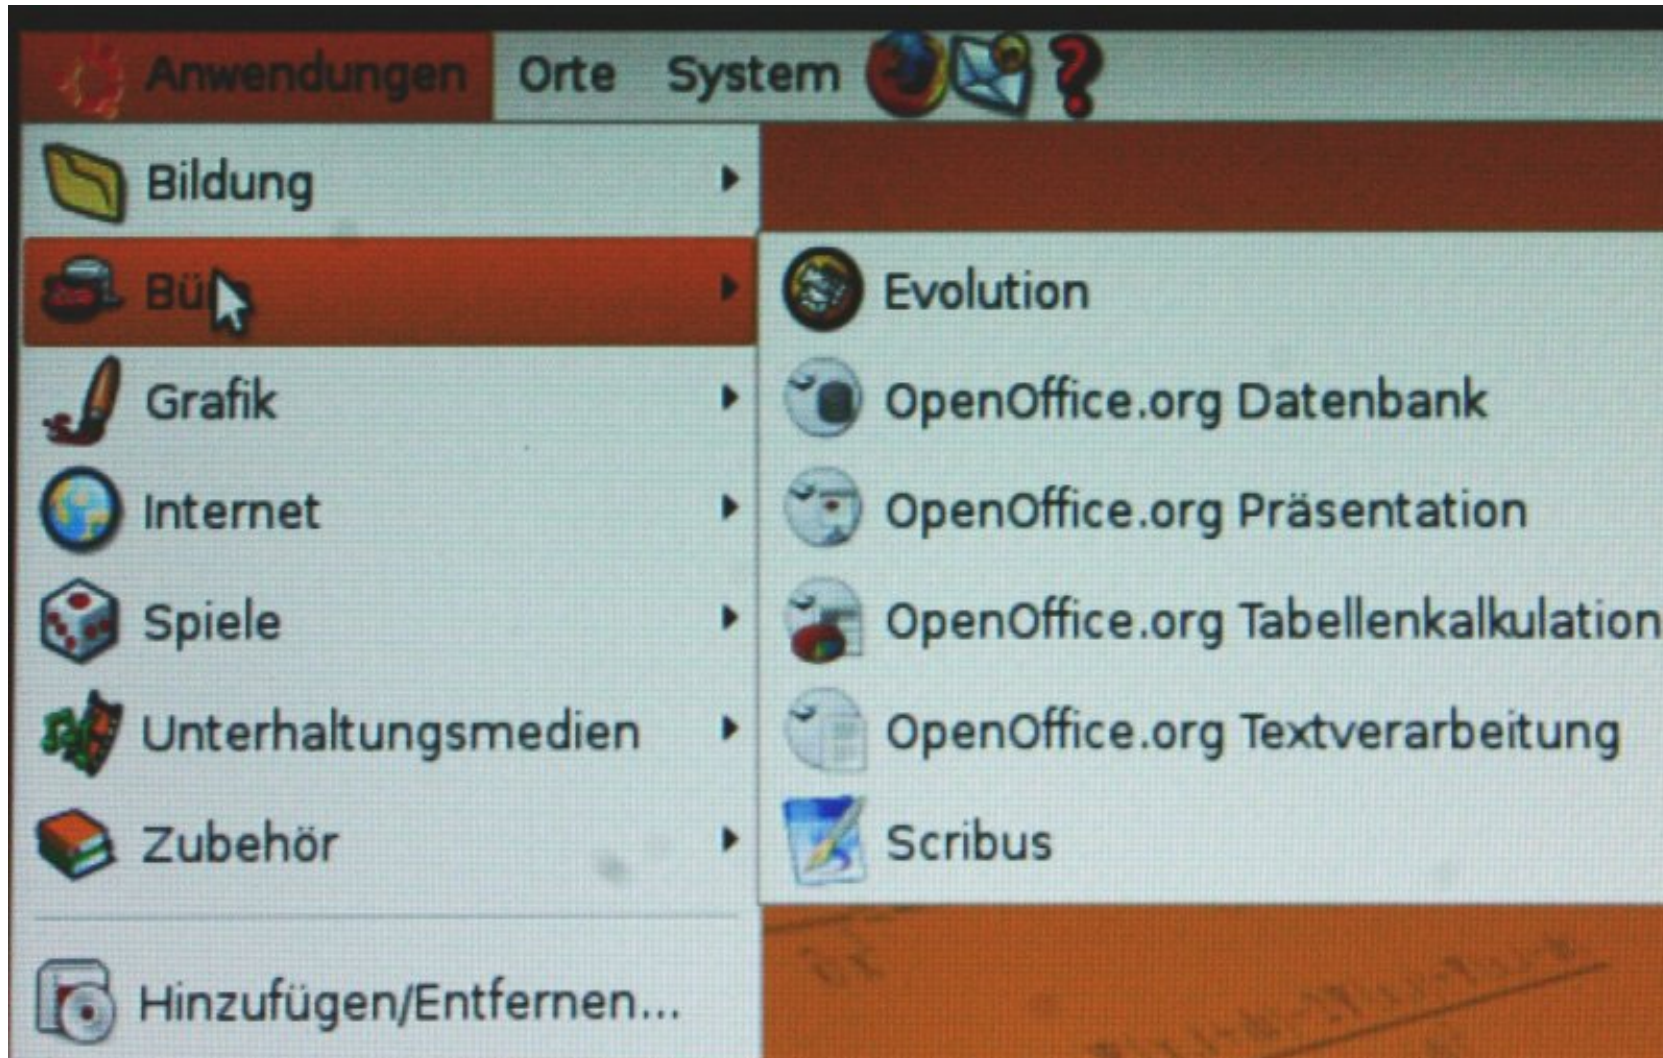 Anwendungen Orte System
Bildung
Evolution
Grafik
OpenOffice.org Datenbank
Internet
OpenOffice.org Präsentation
Spiele
OpenOffice.org Tabellenkalkulation
Unterhaltungsmedien
OpenOffice.org Textverarbeitung
Zubehör
Scribus
Hinzufügen/Entfernen...